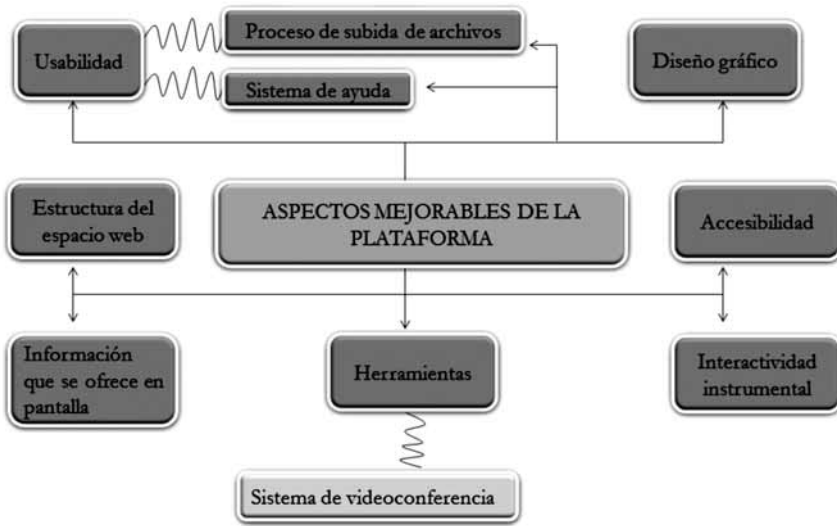 Proceso de subida de archivos
Usabilidad
Diseño gráfico
Sistema de ayuda
Estructura del
espacio web
ASPECTOS MEJORABLES DE LA
PLATAFORMA
Accesibilidad
Información
que se ofrece en
pantalla
Herramientas
Interactividad
instrumental
Sistema de videoconferencia